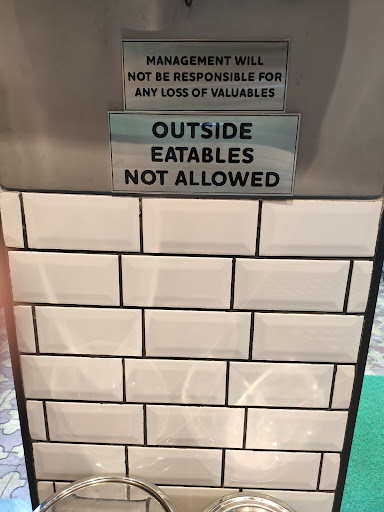 MANAGEMENT WILL
NOT BE RESPONSIBLE FOR
ANY LOSS OF VALUABLES
OUTSIDE
EATABLES
NOT ALLOWED